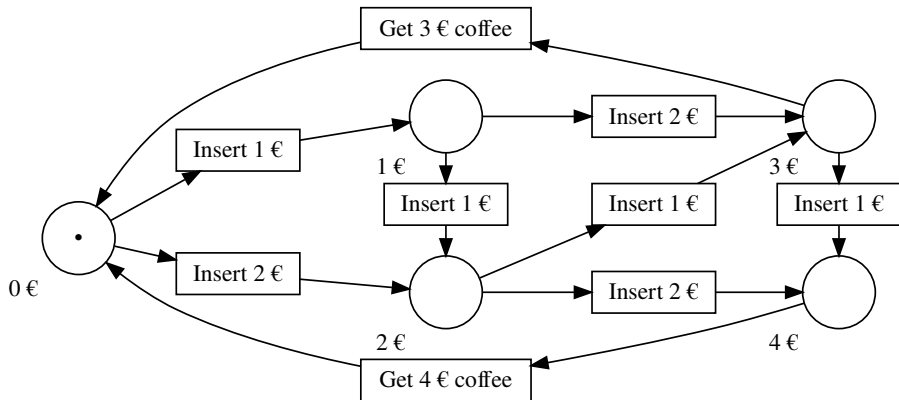 Get 3 € coffee
Insert 2 €
Insert 1 €
1 €
3 €
Insert 1 €
Insert 1 €
Insert 1 €
Insert 2 €
Insert 2 €
0 €
2 €
4 €
Get 4 € coffee